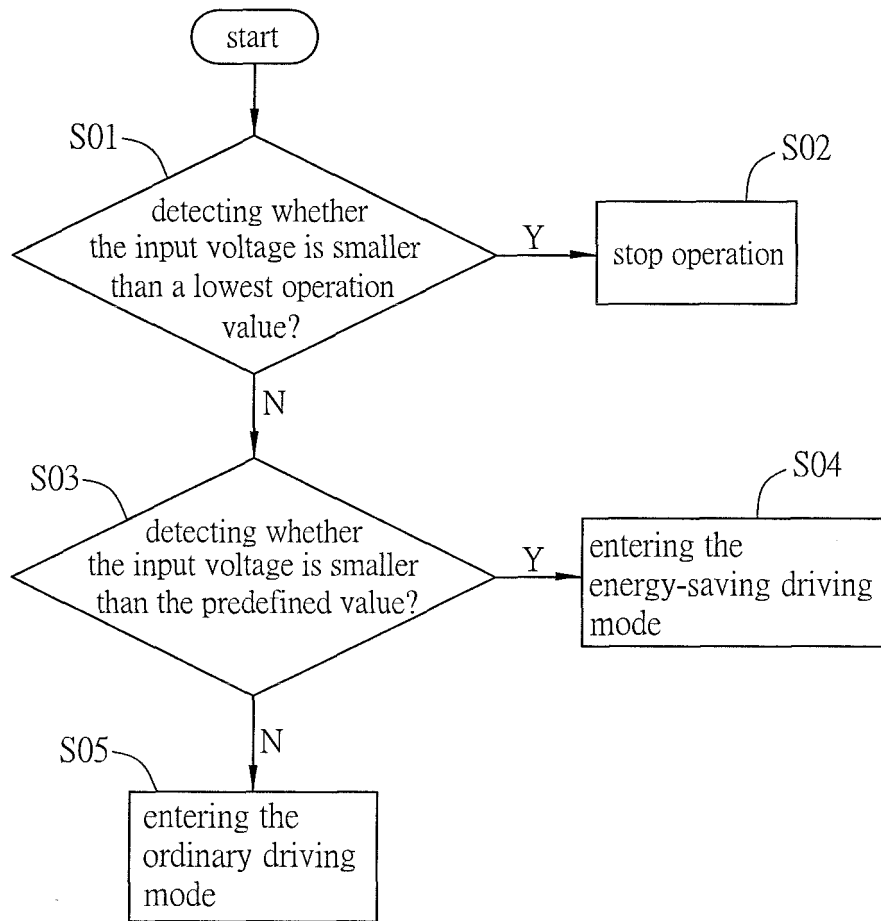 start
S01
detecting whether
the input voltage is smaller
than a lowest operation
value?
Y
S02
stop operation
N
S03
detecting whether
the input voltage is smaller
than the predefined value?
Y
S04
entering the
energy-saving driving
mode
N
S05
entering the
ordinary driving
mode